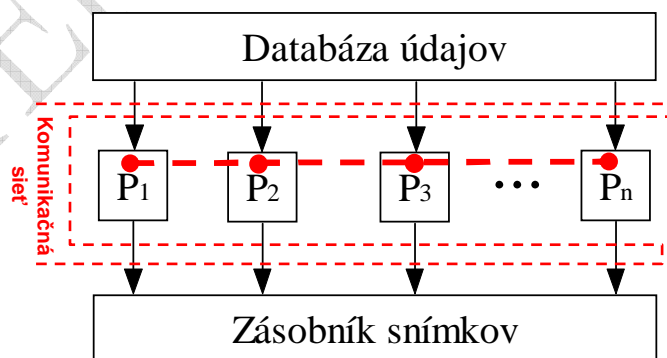 Databáza údajov
Komunikačná
sieť
P1 P2 P3 ... Pn
Zásobník snímkov